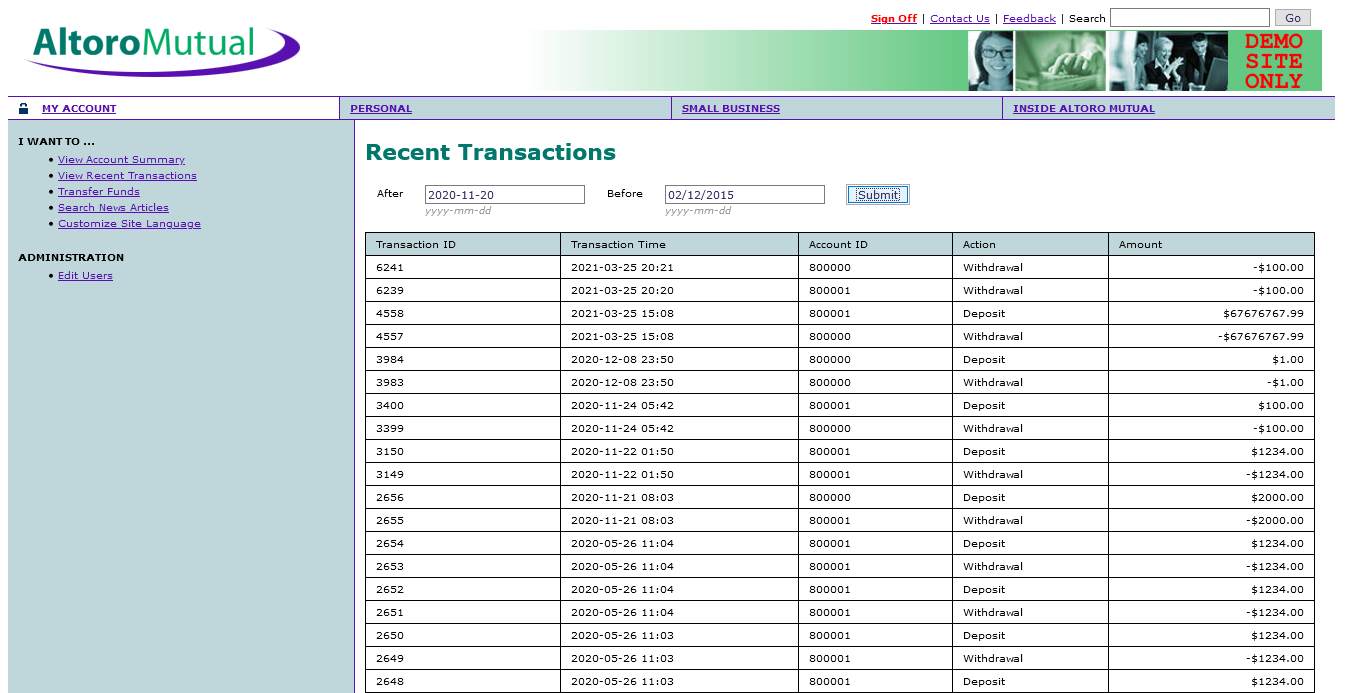 Sign Off | Contact Us | Feedback | Search Go
AltoroMutual
DEMO
SITE
ONLY
MY ACCOUNT PERSONAL SMALL BUSINESS INSIDE ALTORO MUTUAL
I WANT TO ...
• View Account Summary
• View Recent Transactions
• Transfer Funds
• Search News Articles
• Customize Site Language
ADMINISTRATION
• Edit Users
Recent Transactions
After 2020-11-20 Before 02/12/2015 Submit
yyyy-mm-dd yyyy-mm-dd
Transaction ID Transaction Time Account ID Action Amount
6241 2021-03-25 20:21 800000 Withdrawal -$100.00
6239 2021-03-25 20:20 800001 Withdrawal -$100.00
4558 2021-03-25 15:08 800001 Deposit $67676767.99
4557 2021-03-25 15:08 800000 Withdrawal -$67676767.99
3984 2020-12-08 23:50 800000 Deposit $1.00
3983 2020-12-08 23:50 800000 Withdrawal -$1.00
3400 2020-11-24 05:42 800001 Deposit $100.00
3399 2020-11-24 05:42 800000 Withdrawal -$100.00
3150 2020-11-22 01:50 800001 Deposit $1234.00
3149 2020-11-22 01:50 800001 Withdrawal -$1234.00
2656 2020-11-21 08:03 800000 Deposit $2000.00
2655 2020-11-21 08:03 800001 Withdrawal -$2000.00
2654 2020-05-26 11:04 800001 Deposit $1234.00
2653 2020-05-26 11:04 800001 Withdrawal -$1234.00
2652 2020-05-26 11:04 800001 Deposit $1234.00
2651 2020-05-26 11:04 800001 Withdrawal -$1234.00
2650 2020-05-26 11:03 800001 Deposit $1234.00
2649 2020-05-26 11:03 800001 Withdrawal -$1234.00
2648 2020-05-26 11:03 800001 Deposit $1234.00